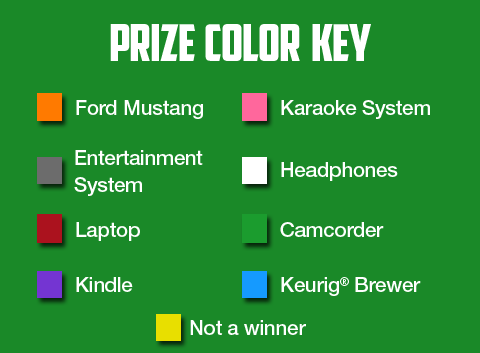 PRIZE COLOR KEY
Ford Mustang
Karaoke System
Entertainment
System
Headphones
Laptop
Camcorder
Kindle
Keurig® Brewer
Not a winner